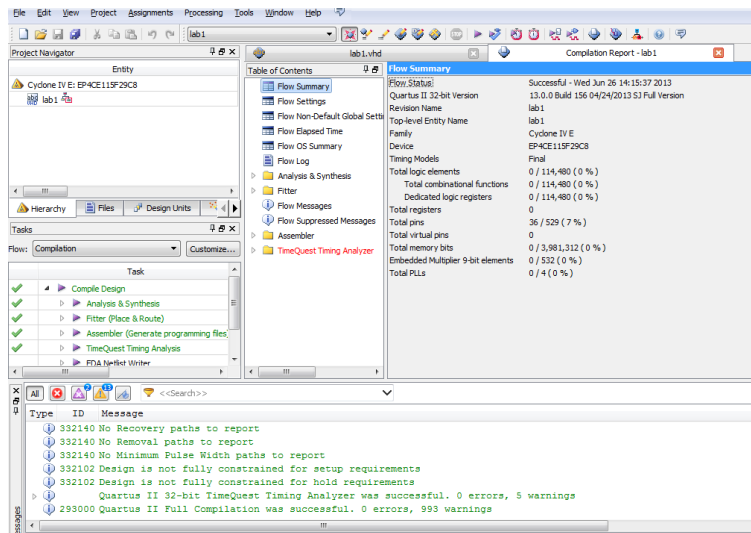 File Edit View Project Assignments Processing Tools Window Help
lab1
Project Navigator
Entity
Cyclone IV E: EP4CE115F29C8
lab1
Hierarchy Files Design Units
Tasks
Flow: Compilation Customize...
Task
Compile Design
Analysis & Synthesis
Fitter (Place & Route)
Assembler (Generate programming files)
TimeQuest Timing Analysis
EDA Netlist Writer
lab1.vhd Compilation Report - lab1
Table of Contents
Flow Summary
Flow Settings
Flow Non-Default Global Settin
Flow Elapsed Time
Flow OS Summary
Flow Log
Analysis & Synthesis
Fitter
Flow Messages
Flow Suppressed Messages
Assembler
TimeQuest Timing Analyzer
Flow Summary
Flow Status Successful - Wed Jun 26 14:15:37 2013
Quartus II 32-bit Version 13.0.0 Build 156 04/24/2013 SJ Full Version
Revision Name lab1
Top-level Entity Name lab1
Family Cyclone IV E
Device EP4CE115F29C8
Timing Models Final
Total logic elements 0 / 114,480 ( 0 % )
Total combinational functions 0 / 114,480 ( 0 % )
Dedicated logic registers 0 / 114,480 ( 0 % )
Total registers 0
Total pins 36 / 529 ( 7 % )
Total virtual pins 0
Total memory bits 0 / 3,981,312 ( 0 % )
Embedded Multiplier 9-bit elements 0 / 532 ( 0 % )
Total PLLs 0 / 4 ( 0 % )
All 2 13 <<Search>>
Type ID Message
332140 No Recovery paths to report
332140 No Removal paths to report
332140 No Minimum Pulse Width paths to report
332102 Design is not fully constrained for setup requirements
332102 Design is not fully constrained for hold requirements
Quartus II 32-bit TimeQuest Timing Analyzer was successful. 0 errors, 5 warnings
293000 Quartus II Full Compilation was successful. 0 errors, 993 warnings